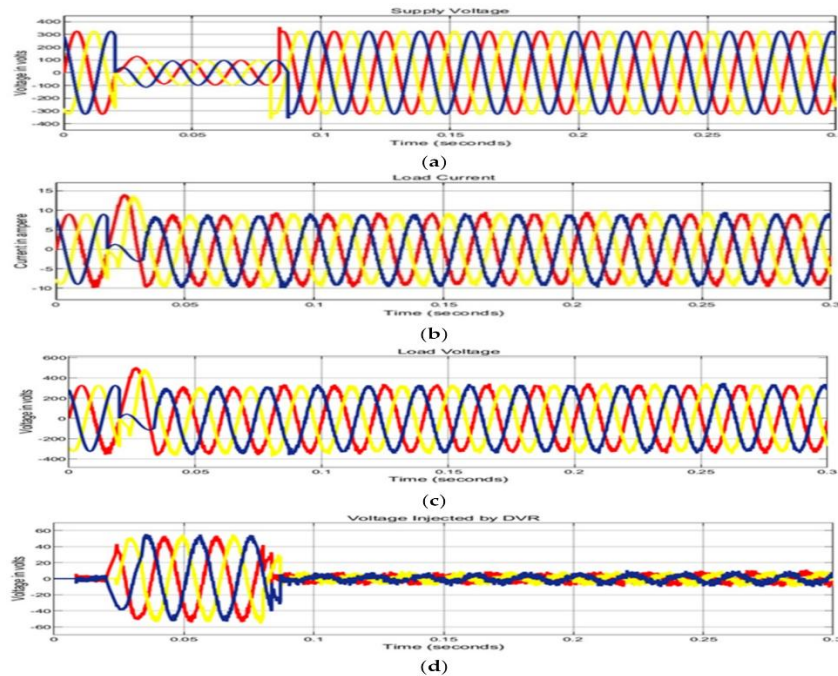 Supply Voltage
Voltage in volts
400
300
200
100
0
-100
-200
-300
-400
0 0.05 0.1 0.15 0.2 0.25 0.3
Time (seconds)
(a)
Load Current
Current in ampere
15
10
5
0
-5
-10
0 0.05 0.1 0.15 0.2 0.25 0.3
Time (seconds)
(b)
Load Voltage
Voltage in volts
600
400
200
0
-200
-400
0 0.05 0.1 0.15 0.2 0.25 0.3
Time (seconds)
(c)
Voltage Injected by DVR
Voltage in volts
60
40
20
0
-20
-40
-60
0 0.05 0.1 0.15 0.2 0.25 0.3
Time (seconds)
(d)